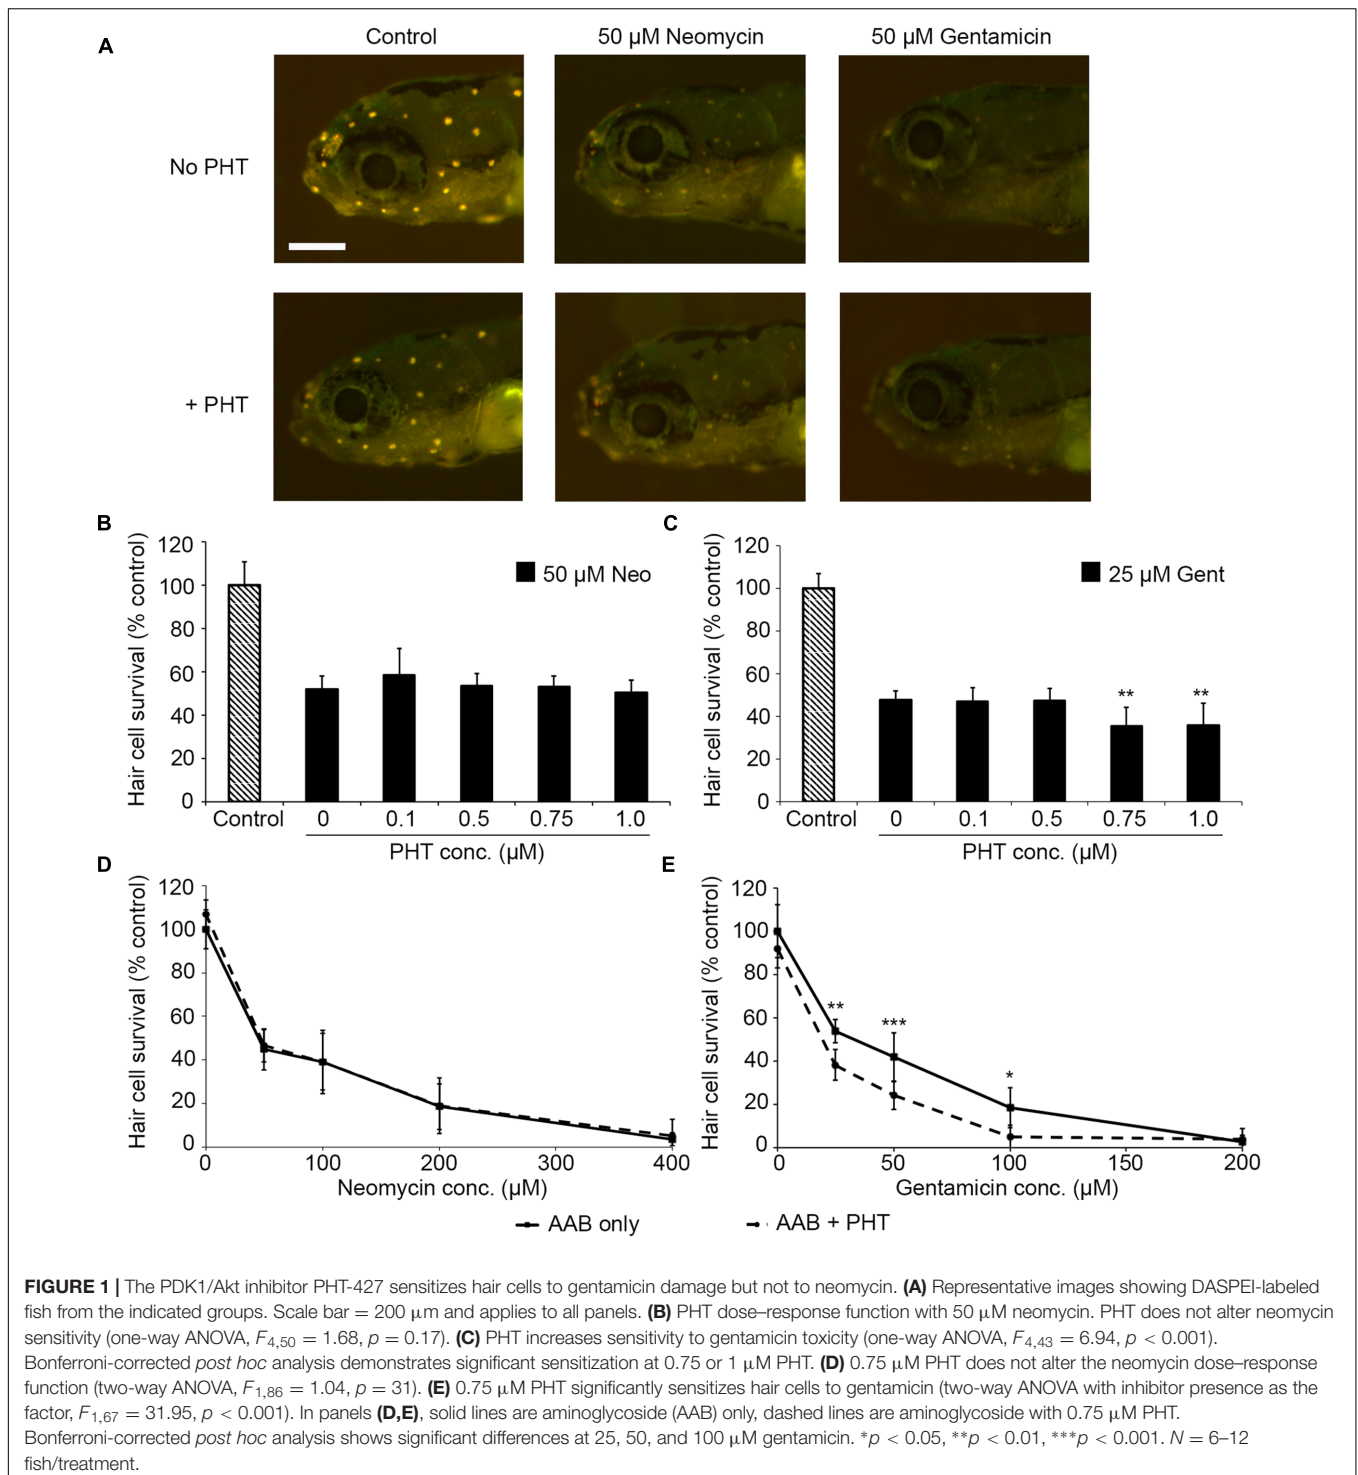 A
Control
50 µM Neomycin
50 µM Gentamicin
No PHT
+ PHT
B
Hair cell survival (% control)
120
100
80
60
40
20
0
50 µM Neo
Control
0
0.1
0.5
0.75
1.0
PHT conc. (µM)
C
Hair cell survival (% control)
120
100
80
60
40
20
0
25 µM Gent
**
**
Control
0
0.1
0.5
0.75
1.0
PHT conc. (µM)
D
Hair cell survival (% control)
120
100
80
60
40
20
0
0
100
200
300
400
Neomycin conc. (µM)
E
Hair cell survival (% control)
120
100
80
60
40
20
0
**
***
*
0
50
100
150
200
Gentamicin conc. (µM)
AAB only
AAB + PHT
FIGURE 1 | The PDK1/Akt inhibitor PHT-427 sensitizes hair cells to gentamicin damage but not to neomycin. (A) Representative images showing DASPEI-labeled
fish from the indicated groups. Scale bar = 200 µm and applies to all panels. (B) PHT dose–response function with 50 µM neomycin. PHT does not alter neomycin
sensitivity (one-way ANOVA, F4,50 = 1.68, p = 0.17). (C) PHT increases sensitivity to gentamicin toxicity (one-way ANOVA, F4,43 = 6.94, p < 0.001).
Bonferroni-corrected post hoc analysis demonstrates significant sensitization at 0.75 or 1 µM PHT. (D) 0.75 µM PHT does not alter the neomycin dose–response
function (two-way ANOVA, F1,86 = 1.04, p = 31). (E) 0.75 µM PHT significantly sensitizes hair cells to gentamicin (two-way ANOVA with inhibitor presence as the
factor, F1,67 = 31.95, p < 0.001). In panels (D,E), solid lines are aminoglycoside (AAB) only, dashed lines are aminoglycoside with 0.75 µM PHT.
Bonferroni-corrected post hoc analysis shows significant differences at 25, 50, and 100 µM gentamicin. *p < 0.05, **p < 0.01, ***p < 0.001. N = 6–12
fish/treatment.